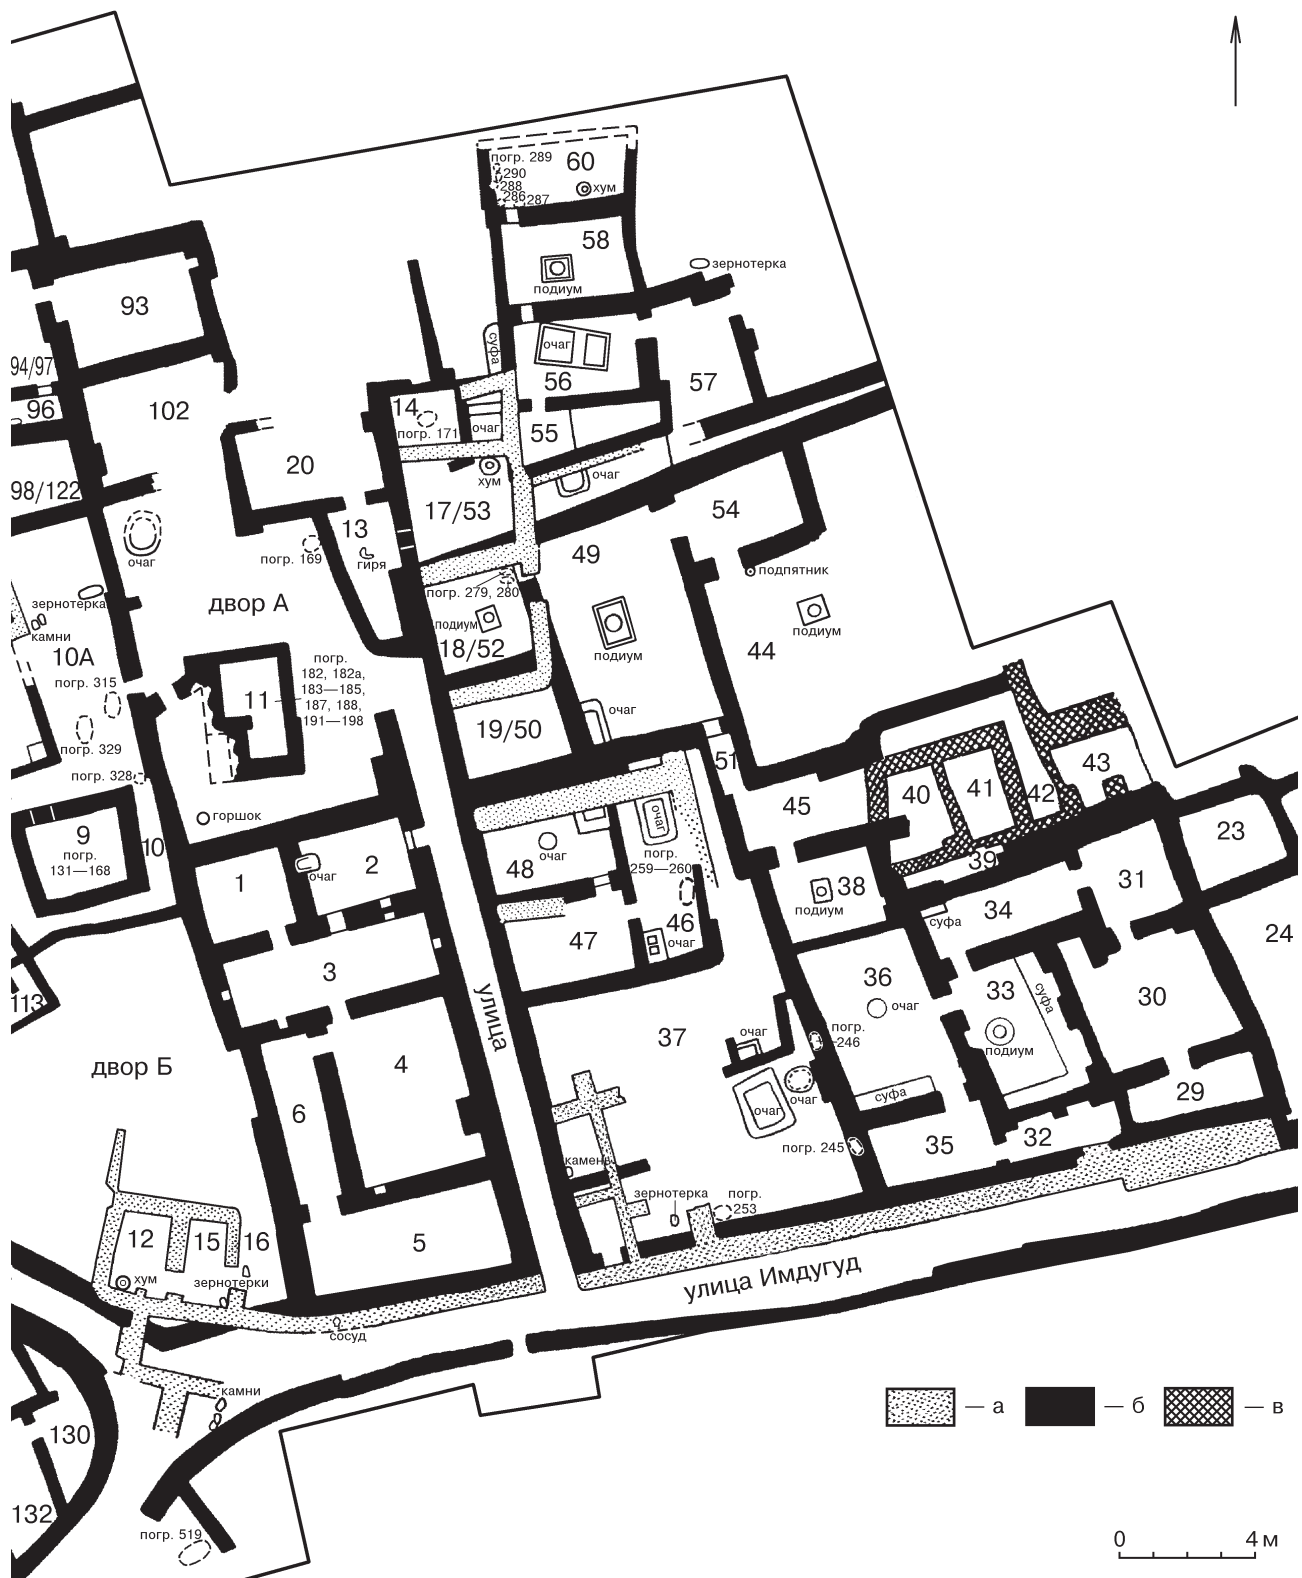 погр. 289
60
290
288
хум
286
287
58
зернотерка
подиум
93
суфа
очаг
94/97
56
57
96
102
14
погр. 171
очаг
55
20
хум
очаг
98/122
17/53
54
13
погр. 169
гиря
49
очаг
подпятник
зернотерка
двор А
погр. 279, 280
подиум
подиум
камни
18/52
подиум
44
10А
погр.
182, 182а,
183—185,
187, 188,
191—198
погр. 315
11
очаг
19/50
погр. 329
51
43
погр. 328
41
42
40
45
горшок
очаг
9
погр.
131—168
10
48
очаг
погр.
259—260
23
2
очаг
1
39
38
подиум
31
46
суфа
34
47
очаг
24
3
36
113
улица
33
суфа
30
очаг
37
очаг
погр.
246
подиум
двор Б
4
очаг
очаг
суфа
29
6
погр. 245
35
32
камень
зернотерка
погр.
253
12
15
16
5
хум
зернотерки
улица Имдугуд
сосуд
камни
— а
— б
— в
130
132
погр. 519
0
4 м